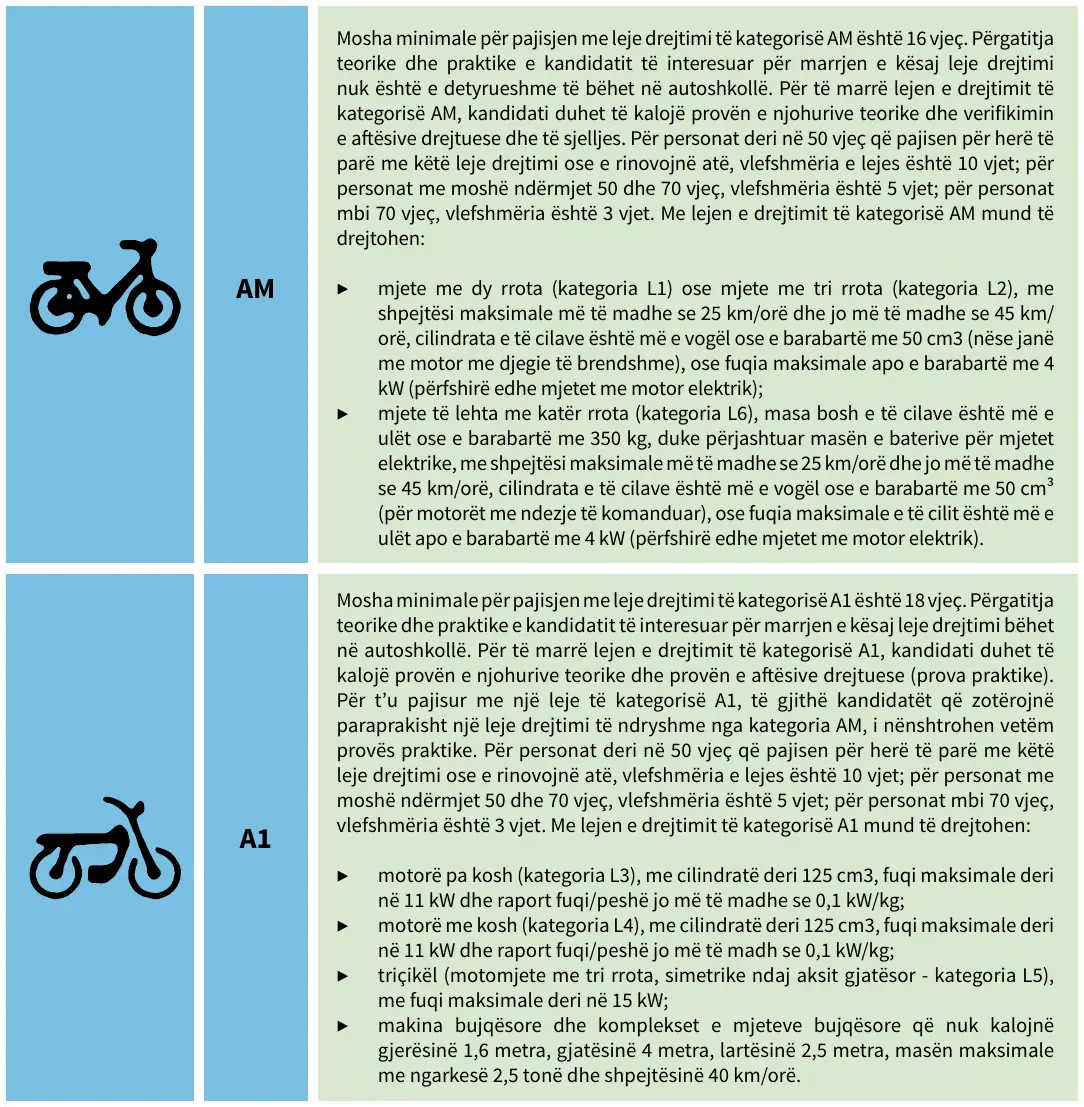 Mosha minimale për pajisjen me leje drejtimi të kategorisë AM është 16 vjeç. Përgatitja
teorike dhe praktike e kandidatit të interesuar për marrjen e kësaj leje drejtimi
nuk është e detyrueshme të bëhet në autoshkollë. Për të marrë lejen e drejtimit të
kategorisë AM, kandidati duhet të kalojë provën e njohurive teorike dhe verifikimin
e aftësive drejtuese dhe të sjelljes. Për personat deri në 50 vjeç që pajisen për herë të
parë me këtë leje drejtimi ose e rinovojnë atë, vlefshmëria e lejes është 10 vjet; për
personat me moshë ndërmjet 50 dhe 70 vjeç, vlefshmëria është 5 vjet; për personat
mbi 70 vjeç, vlefshmëria është 3 vjet. Me lejen e drejtimit të kategorisë AM mund të
drejtohen:
AM
► mjete me dy rrota (kategoria L1) ose mjete me tri rrota (kategoria L2), me
shpejtësi maksimale më të madhe se 25 km/orë dhe jo më të madhe se 45 km/
orë, cilindrata e të cilave është më e vogël ose e barabartë me 50 cm3 (nëse janë
me motor me djegie të brendshme), ose fuqia maksimale apo e barabartë me 4
kW (përfshirë edhe mjetet me motor elektrik);
► mjete të lehta me katër rrota (kategoria L6), masa bosh e të cilave është më e
ulët ose e barabartë me 350 kg, duke përjashtuar masën e baterive për mjetet
elektrike, me shpejtësi maksimale më të madhe se 25 km/orë dhe jo më të madhe
se 45 km/orë, cilindrata e të cilave është më e vogël ose e barabartë me 50 cm³
(për motorët me ndezje të komanduar), ose fuqia maksimale e të cilit është më e
ulët apo e barabartë me 4 kW (përfshirë edhe mjetet me motor elektrik).
Mosha minimale për pajisjen me leje drejtimi të kategorisë A1 është 18 vjeç. Përgatitja
teorike dhe praktike e kandidatit të interesuar për marrjen e kësaj leje drejtimi bëhet
në autoshkollë. Për të marrë lejen e drejtimit të kategorisë A1, kandidati duhet të
kalojë provën e njohurive teorike dhe provën e aftësive drejtuese (prova praktike).
Për t’u pajisur me një leje të kategorisë A1, të gjithë kandidatët që zotërojnë
paraprakisht një leje drejtimi të ndryshme nga kategoria AM, i nënshtrohen vetëm
provës praktike. Për personat deri në 50 vjeç që pajisen për herë të parë me këtë
leje drejtimi ose e rinovojnë atë, vlefshmëria e lejes është 10 vjet; për personat me
moshë ndërmjet 50 dhe 70 vjeç, vlefshmëria është 5 vjet; për personat mbi 70 vjeç,
vlefshmëria është 3 vjet. Me lejen e drejtimit të kategorisë A1 mund të drejtohen:
A1
► motorë pa kosh (kategoria L3), me cilindratë deri 125 cm3, fuqi maksimale deri
në 11 kW dhe raport fuqi/peshë jo më të madhe se 0,1 kW/kg;
► motorë me kosh (kategoria L4), me cilindratë deri 125 cm3, fuqi maksimale deri
në 11 kW dhe raport fuqi/peshë jo më të madh se 0,1 kW/kg;
► triçikël (motomjete me tri rrota, simetrike ndaj aksit gjatësor - kategoria L5),
me fuqi maksimale deri në 15 kW;
► makina bujqësore dhe komplekset e mjeteve bujqësore që nuk kalojnë
gjerësinë 1,6 metra, gjatësinë 4 metra, lartësinë 2,5 metra, masën maksimale
me ngarkesë 2,5 tonë dhe shpejtësinë 40 km/orë.